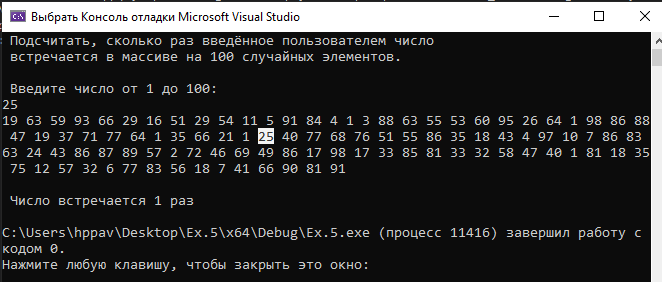 Выбрать Консоль отладки Microsoft Visual Studio
Подсчитать, сколько раз введённое пользователем число
встречается в массиве на 100 случайных элементов.
Введите число от 1 до 100:
25
19 63 59 93 66 29 16 51 29 54 11 5 91 84 4 1 3 88 63 55 53 60 95 26 64 1 98 86 88
47 19 37 71 77 64 1 35 66 21 1 25 40 77 68 76 51 55 86 35 18 43 4 97 10 7 86 83
63 24 43 86 87 89 57 2 72 46 69 49 86 17 98 17 33 85 81 33 32 58 47 40 1 81 18 35
75 12 57 32 6 77 83 56 18 7 41 66 90 81 91
Число встречается 1 раз
C:\Users\hppav\Desktop\Ex.5\x64\Debug\Ex.5.exe (процесс 11416) завершил работу с
кодом 0.
Нажмите любую клавишу, чтобы закрыть это окно: